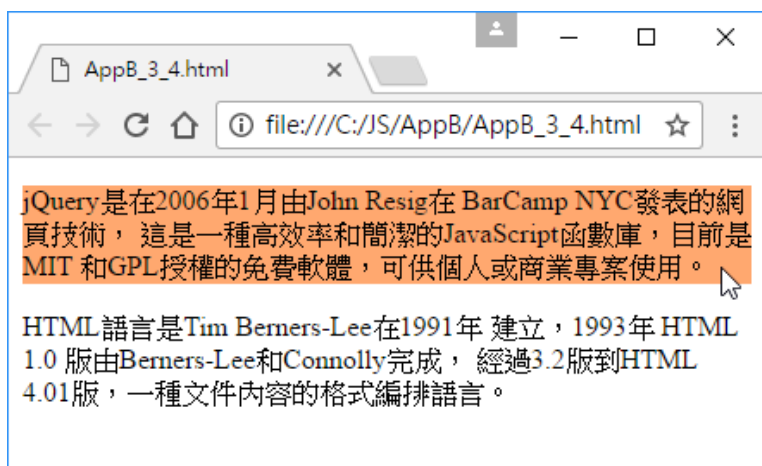 AppB_3_4.html
file:///C:/JS/AppB/AppB_3_4.html
jQuery是在2006年1月由John Resig在 BarCamp NYC發表的網
頁技術， 這是一種高效率和簡潔的JavaScript函數庫，目前是
MIT 和GPL授權的免費軟體，可供個人或商業專案使用。
HTML語言是Tim Berners-Lee在1991年 建立，1993年 HTML
1.0 版由Berners-Lee和Connolly完成， 經過3.2版到HTML
4.01版，一種文件內容的格式編排語言。